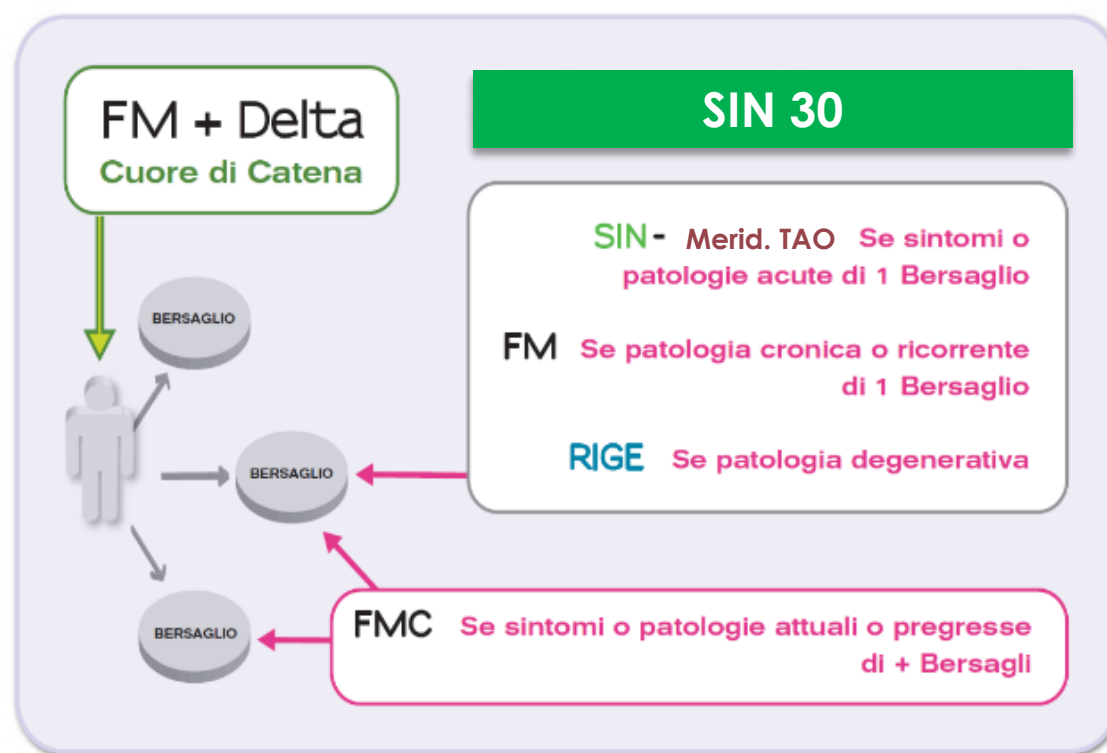 FM + Delta
Cuore di Catena
SIN 30
SIN - Merid. TAO Se sintomi o
patologie acute di 1 Bersaglio
FM Se patologia cronica o ricorrente
di 1 Bersaglio
RIGE Se patologia degenerativa
BERSAGLIO
BERSAGLIO
BERSAGLIO
FMC Se sintomi o patologie attuali o pregresse
di + Bersagli